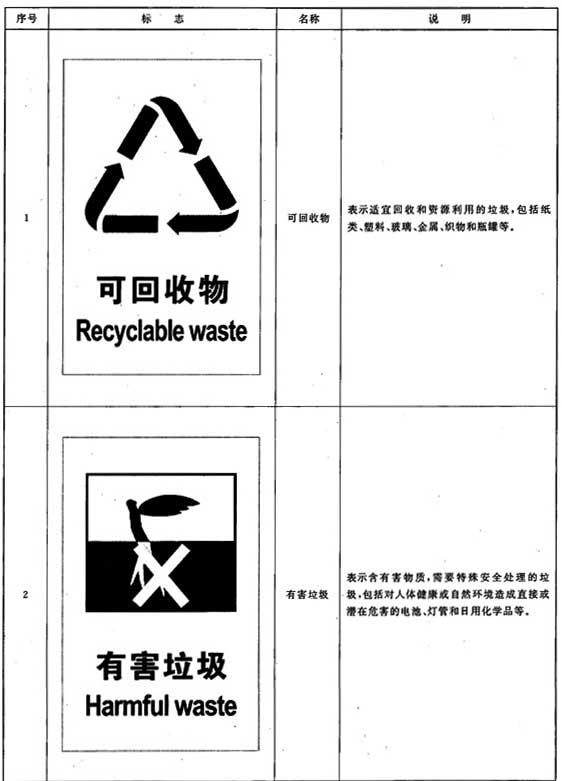 序号 标 志 名称 说 明
1
可回收物
Recyclable waste
可回收物
表示适宜回收和资源利用的垃圾,包括纸
类、塑料、玻璃、金属、织物和瓶罐等。
2
有害垃圾
Harmful waste
有害垃圾
表示含有害物质,需要特殊安全处理的垃
圾,包括对人体健康或自然环境造成直接或
潜在危害的电池、灯管和日用化学品等。